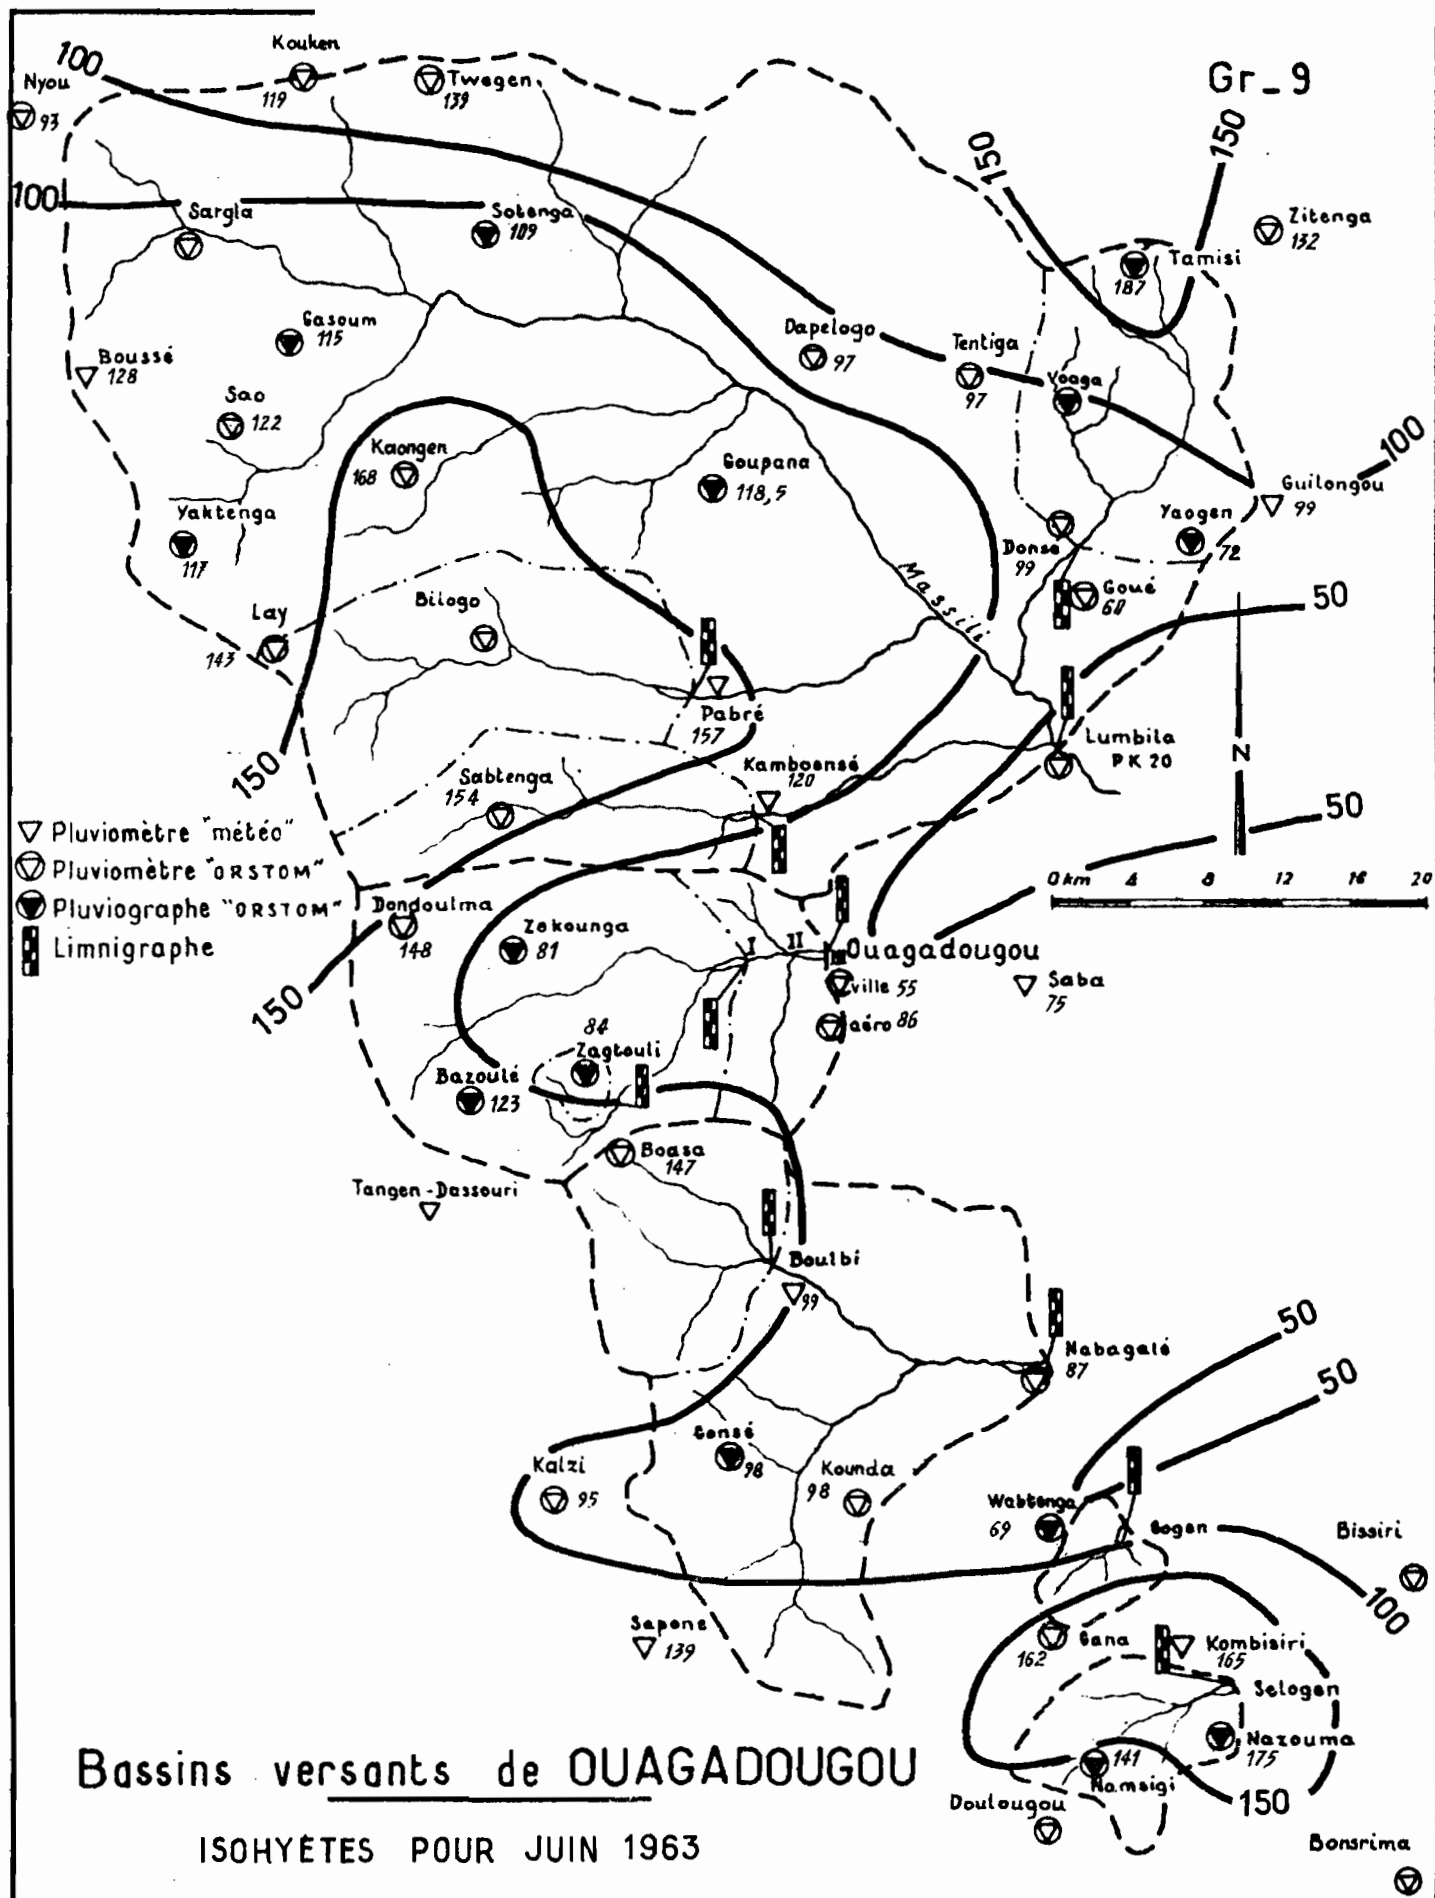 Gr_9
Kouken
119
Twegen
139
100
Nyou
93
150
150
Zitenga
132
100
Sargla
Sotenga
109
Tamisi
187
Gasoum
115
Dapelogo
97
Tentiga
97
Yoaga
Boussé
128
Sao
122
Kaongen
168
Goupana
118,5
100
Guilongou
99
Yaktenga
117
Donse
99
Yaogen
72
Massili
Goué
60
50
Lay
143
Bilogo
Pabré
157
Lumbila
PK 20
N
150
Sabtenga
154
Kamboensé
120
50
▽ Pluviomètre "météo"
Pluviomètre "ORSTOM"
Pluviographe "ORSTOM"
Limnigraphe
0 km 4 8 12 16 20
Dondoulma
148
Zekounga
81
I
II
III
Ouagadougou
ville 55
aéro 86
Saba
75
150
84
Zagtouli
Bazoulé
123
Boasa
147
Tangen-Dassouri
Boulbi
99
Nabagalé
87
50
50
Gonsé
98
Kalzi
95
Kounda
98
Wabtenga
69
Gogen
Bissiri
100
Sapone
139
Gana
162
Kombisiri
165
Selogen
Nazouma
175
141
Namsigi
150
Doulougou
Bonsrima
Bassins versants de OUAGADOUGOU
ISOHYÈTES POUR JUIN 1963